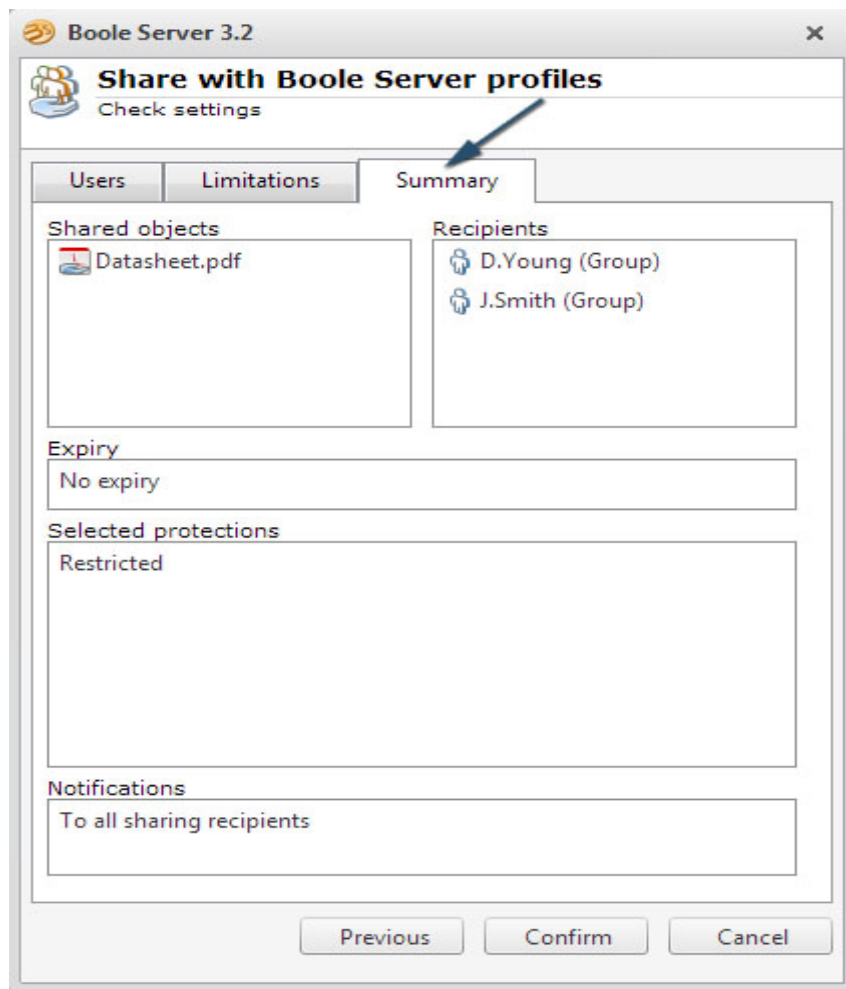 Boole Server 3.2
Share with Boole Server profiles
Check settings
Users Limitations Summary
Shared objects Recipients
Datasheet.pdf D.Young (Group)
J.Smith (Group)
Expiry
No expiry
Selected protections
Restricted
Notifications
To all sharing recipients
Previous Confirm Cancel